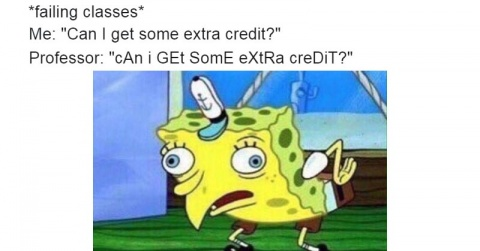 *failing classes*
Me: "Can I get some extra credit?"
Professor: "cAn i GEt SomE eXtRa creDiT?"